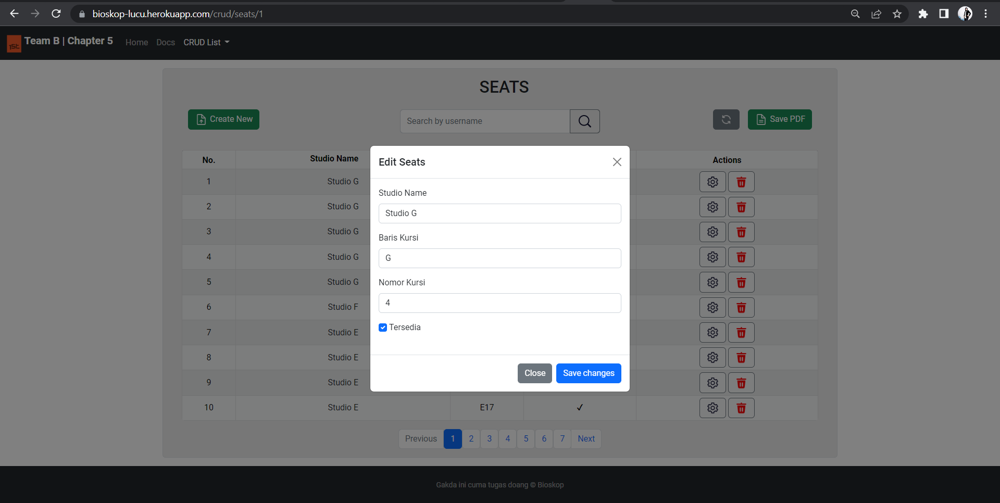 bioskop-lucu.herokuapp.com/crud/seats/1
1St Team B | Chapter 5 Home Docs CRUD List
SEATS
Create New Search by username Save PDF
No. Studio Name Actions
Edit Seats
1 Studio G
Studio Name
2 Studio G
Studio G
3 Studio G
Baris Kursi
4 Studio G
G
5 Studio G
Nomor Kursi
6 Studio F
4
7 Studio E
Tersedia
8 Studio E
9 Studio E
Close Save changes
10 Studio E E17 ✓
Previous 1 2 3 4 5 6 7 Next
Gakda ini cuma tugas doang © Bioskop